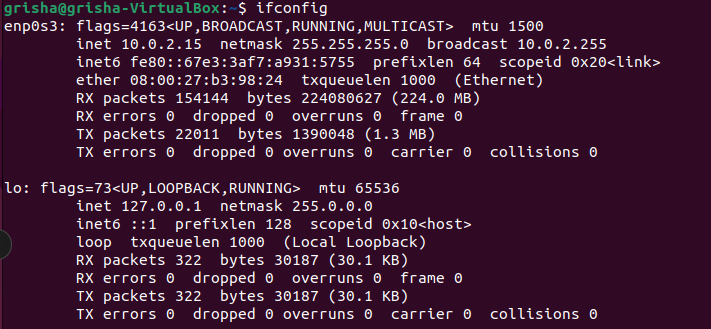 grisha@grisha-VirtualBox:~$ ifconfig
enp0s3: flags=4163<UP,BROADCAST,RUNNING,MULTICAST>  mtu 1500
        inet 10.0.2.15  netmask 255.255.255.0  broadcast 10.0.2.255
        inet6 fe80::67e3:3af7:a931:5755  prefixlen 64  scopeid 0x20<link>
        ether 08:00:27:b3:98:24  txqueuelen 1000  (Ethernet)
        RX packets 154144  bytes 224080627 (224.0 MB)
        RX errors 0  dropped 0  overruns 0  frame 0
        TX packets 22011  bytes 1390048 (1.3 MB)
        TX errors 0  dropped 0 overruns 0  carrier 0  collisions 0

lo: flags=73<UP,LOOPBACK,RUNNING>  mtu 65536
        inet 127.0.0.1  netmask 255.0.0.0
        inet6 ::1  prefixlen 128  scopeid 0x10<host>
        loop  txqueuelen 1000  (Local Loopback)
        RX packets 322  bytes 30187 (30.1 KB)
        RX errors 0  dropped 0  overruns 0  frame 0
        TX packets 322  bytes 30187 (30.1 KB)
        TX errors 0  dropped 0 overruns 0  carrier 0  collisions 0